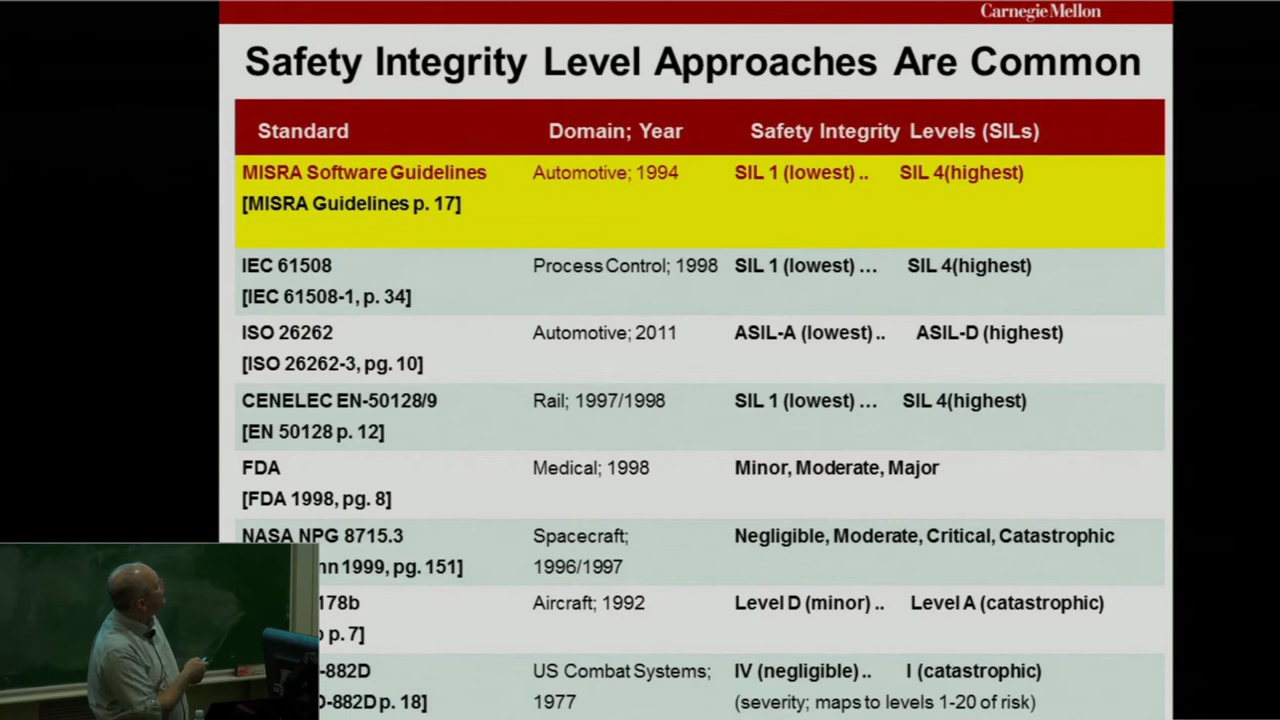 Carnegie Mellon
Safety Integrity Level Approaches Are Common
Standard Domain; Year Safety Integrity Levels (SILs)
MISRA Software Guidelines Automotive; 1994 SIL 1 (lowest) .. SIL 4(highest)
[MISRA Guidelines p. 17]
IEC 61508 Process Control; 1998 SIL 1 (lowest) ... SIL 4(highest)
[IEC 61508-1, p. 34]
ISO 26262 Automotive; 2011 ASIL-A (lowest) .. ASIL-D (highest)
[ISO 26262-3, pg. 10]
CENELEC EN-50128/9 Rail; 1997/1998 SIL 1 (lowest) ... SIL 4(highest)
[EN 50128 p. 12]
FDA Medical; 1998 Minor, Moderate, Major
[FDA 1998, pg. 8]
NASA NPG 8715.3 Spacecraft; Negligible, Moderate, Critical, Catastrophic
nn 1999, pg. 151] 1996/1997
178b Aircraft; 1992 Level D (minor) .. Level A (catastrophic)
p. 7]
-882D US Combat Systems; IV (negligible) .. I (catastrophic)
-882D p. 18] 1977 (severity; maps to levels 1-20 of risk)